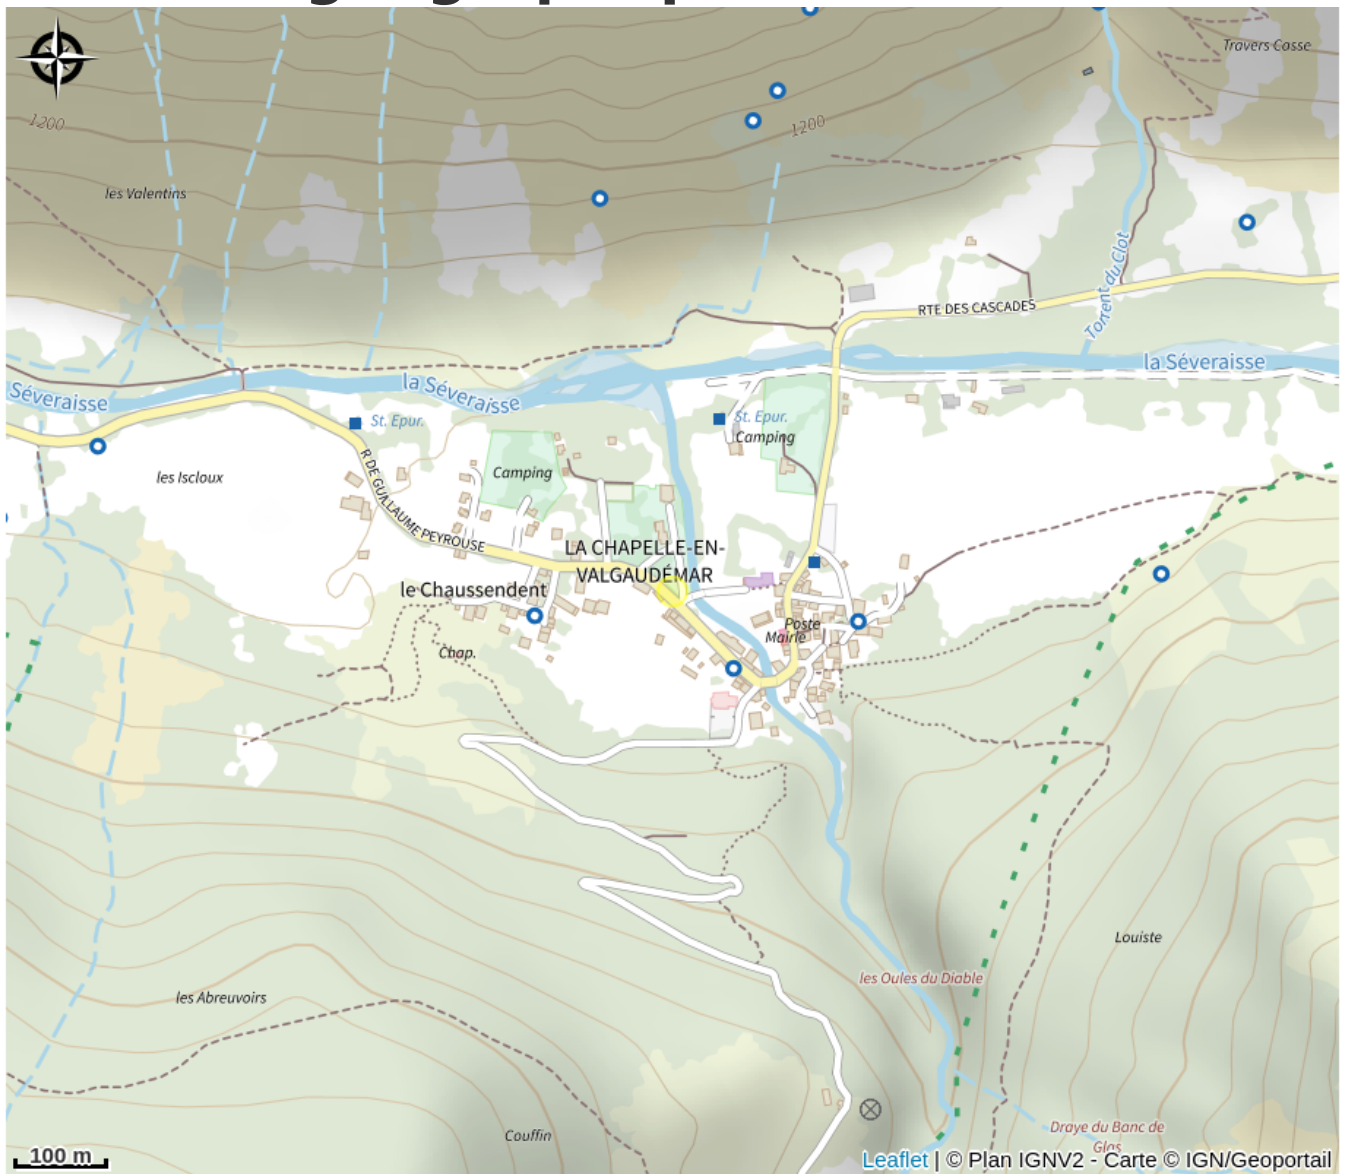 Travers Casse
1200
1200
les Valentins
Torrent du Clot
RTE DES CASCADES
la Séveraisse
la Séveraisse
Séveraisse
St. Epur.
St. Epur.
Camping
Camping
les Iscloux
R DE GUILLAUME PEYROUSE
LA CHAPELLE-EN-
VALGAUDÉMAR
le Chaussendent
Poste
Mairie
Chap.
Louiste
les Oules du Diable
les Abreuvoirs
Couffin
Draye du Banc de
Glas
100 m
Leaflet | © Plan IGNV2 - Carte © IGN/Geoportail